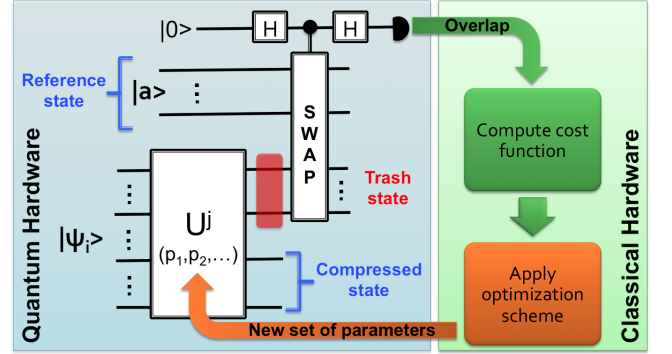 |0>
H
H
Overlap
Reference
state
|a>
⋮
S
W
A
P
Compute cost
function
Trash
state
⋮
|ψi>
⋮
⋮
U^j
(p1,p2,...)
⋮
⋮
Compressed
state
Apply
optimization
scheme
New set of parameters
Quantum Hardware
Classical Hardware